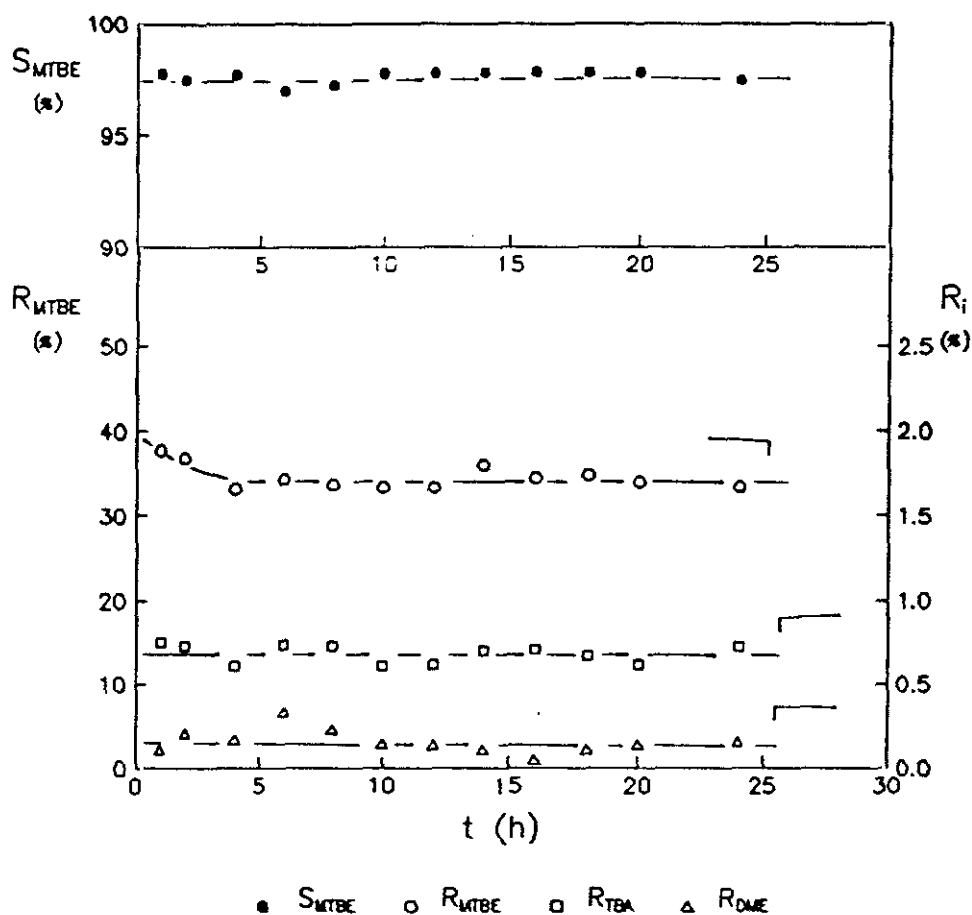 100
S_MTBE
(%)
95
90
5 10 15 20 25
R_MTBE
(%)
R_i
(%)
50 2.5
40 2.0
30 1.5
20 1.0
10 0.5
0 0.0
0 5 10 15 20 25 30
t (h)
● S_MTBE ○ R_MTBE □ R_TBA △ R_DME